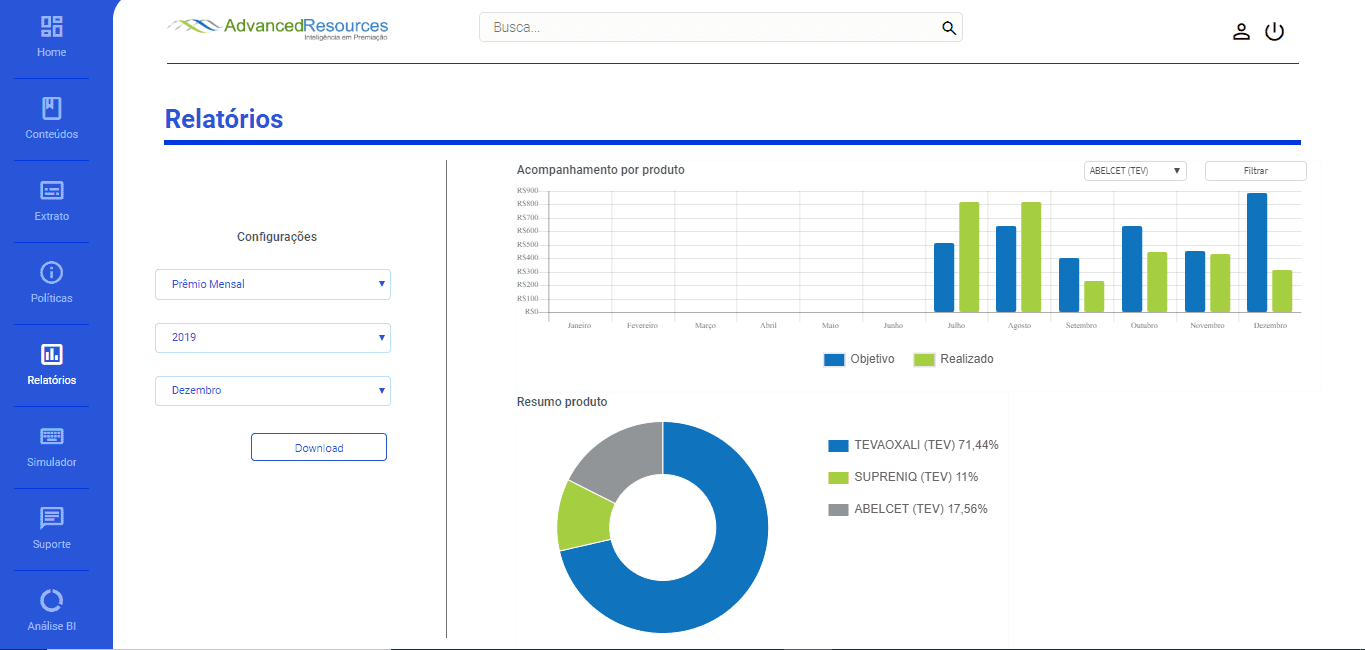 Home
Conteúdos
Extrato
Políticas
Relatórios
Simulador
Suporte
Análise BI
AdvancedResources
Inteligência em Premiação
Busca...
Relatórios
Configurações
Prêmio Mensal
2019
Dezembro
Download
Acompanhamento por produto
ABELCET (TEV)
Filtrar
R$900
R$800
R$700
R$600
R$500
R$400
R$300
R$200
R$100
R$0
Janeiro Fevereiro Março Abril Maio Junho Julho Agosto Setembro Outubro Novembro Dezembro
Objetivo Realizado
Resumo produto
TEVAOXALI (TEV) 71,44%
SUPRENIQ (TEV) 11%
ABELCET (TEV) 17,56%